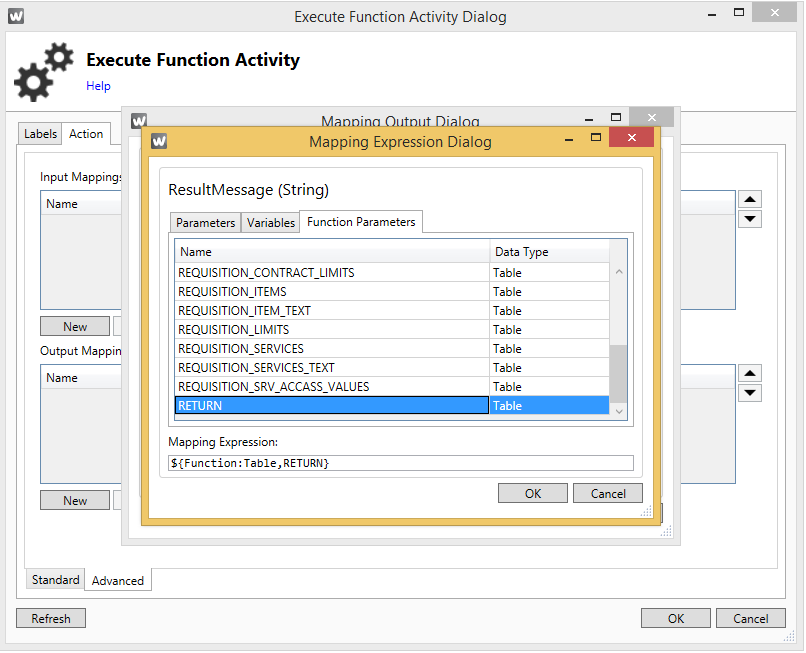 Execute Function Activity Dialog
Execute Function Activity
Help
Mapping Output Dialog
Mapping Expression Dialog
Labels
Action
Input Mappings
Name
New
Output Mappin
Name
New
ResultMessage (String)
Parameters
Variables
Function Parameters
Name Data Type
REQUISITION_CONTRACT_LIMITS Table
REQUISITION_ITEMS Table
REQUISITION_ITEM_TEXT Table
REQUISITION_LIMITS Table
REQUISITION_SERVICES Table
REQUISITION_SERVICES_TEXT Table
REQUISITION_SRV_ACCASS_VALUES Table
RETURN Table
Mapping Expression:
${Function:Table,RETURN}
OK Cancel
Standard
Advanced
Refresh
OK Cancel